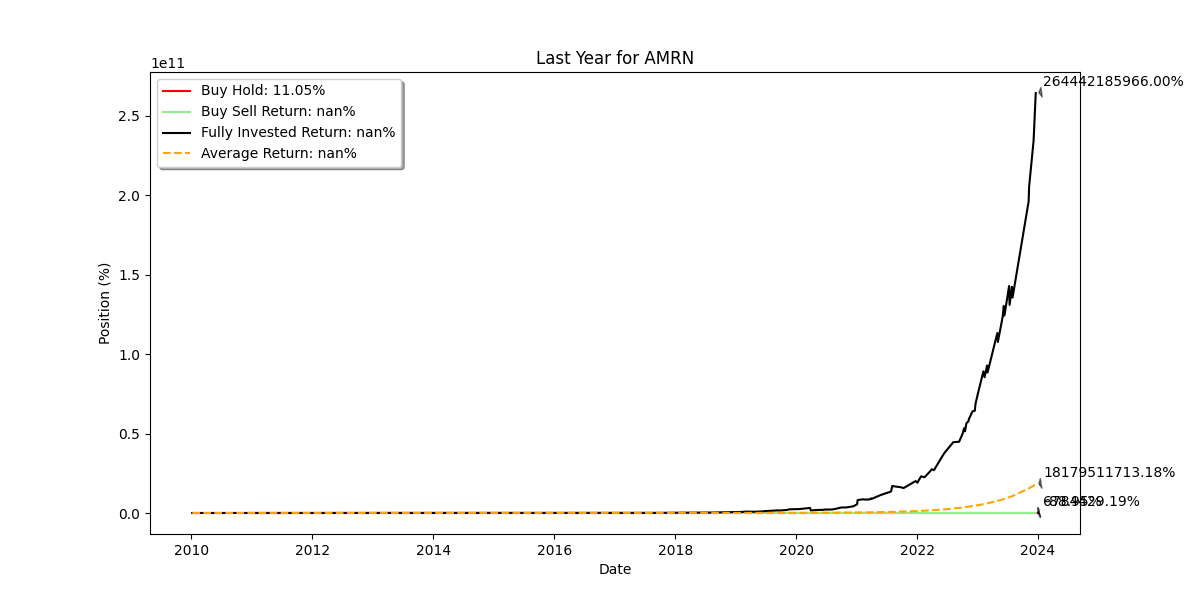 Last Year for AMRN
1e11
264442185966.00%
Buy Hold: 11.05%
Buy Sell Return: nan%
Fully Invested Return: nan%
Average Return: nan%
2.5
2.0
1.5
1.0
0.5
0.0
Position (%)
18179511713.18%
2010
2012
2014
2016
2018
2020
2022
2024
Date